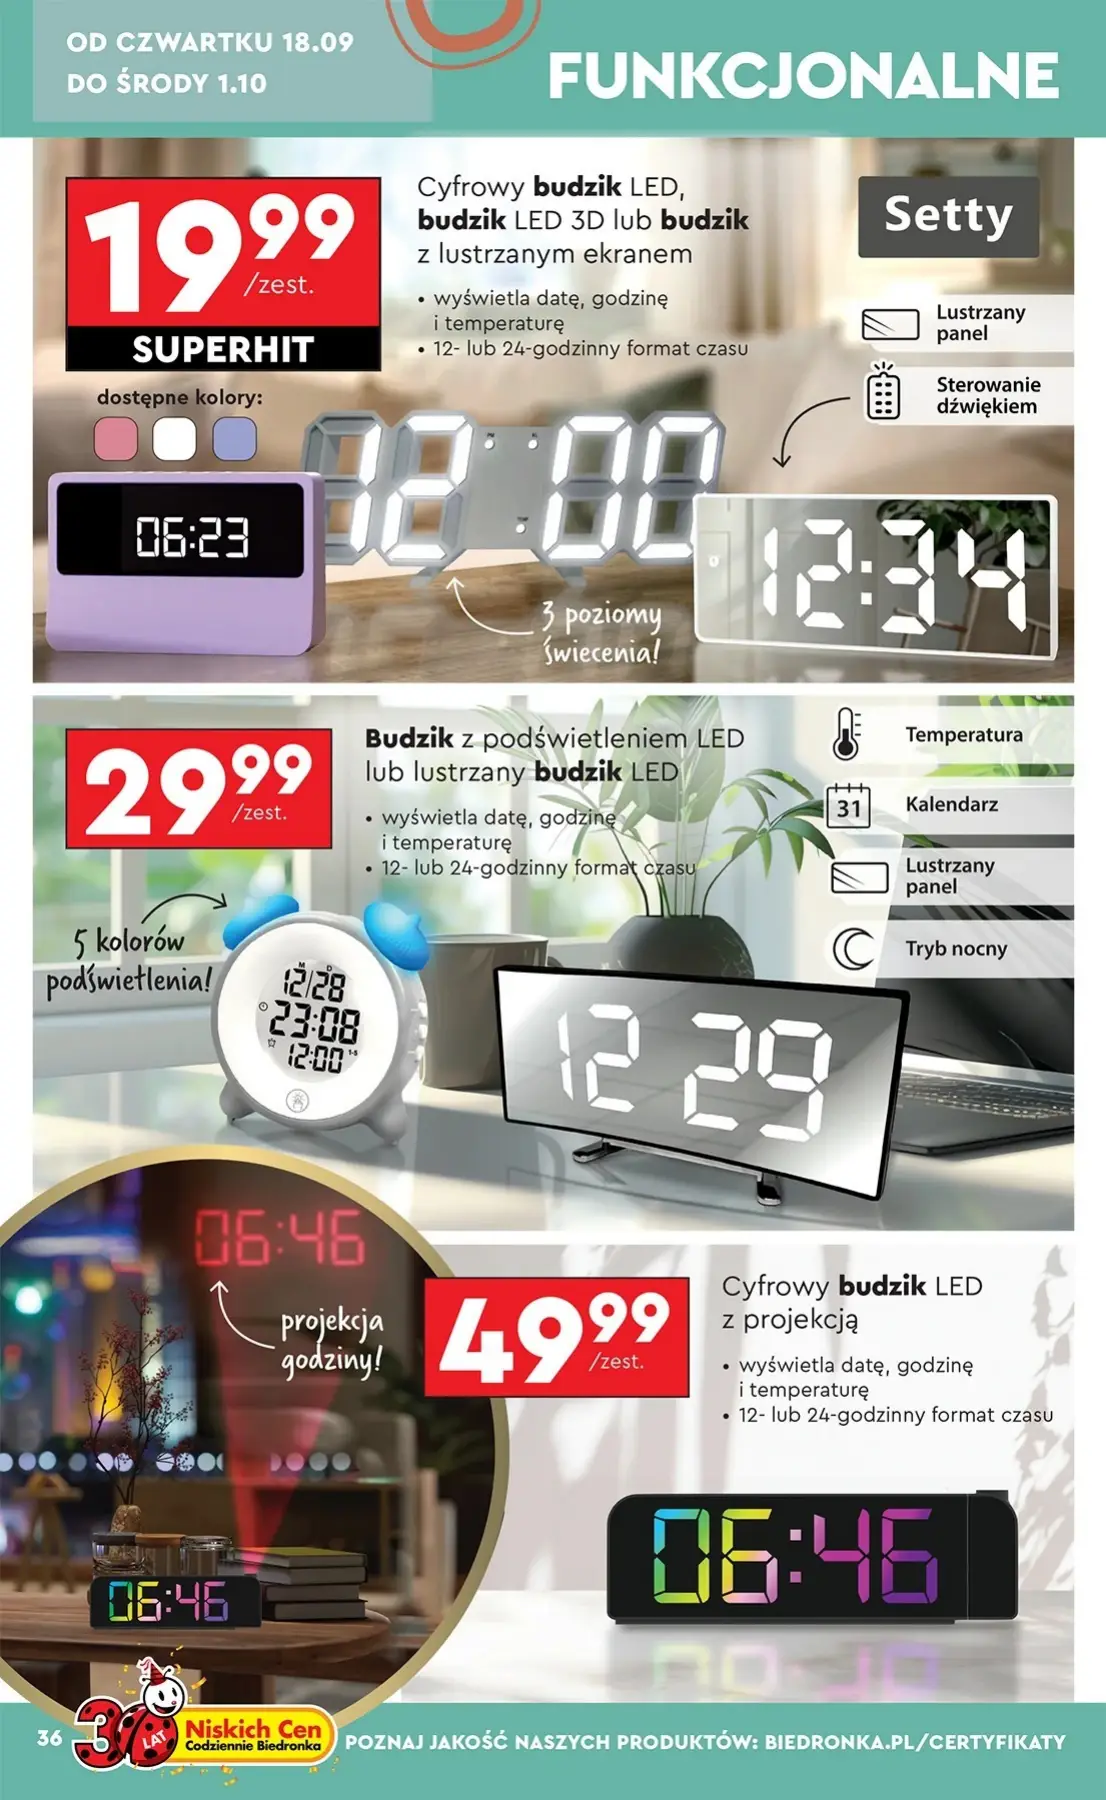 OD CZWARTKU 18.09
DO ŚRODY 1.10
FUNKCJONALNE
19 99
/zest.
SUPERHIT
dostępne kolory:
Cyfrowy budzik LED,
budzik LED 3D lub budzik
z lustrzanym ekranem
• wyświetla datę, godzinę
i temperaturę
• 12- lub 24-godzinny format czasu
Setty
Lustrzany
panel
Sterowanie
dźwiękiem
06:23
12 00
12:34
3 poziomy
świecenia!
29 99
/zest.
Budzik z podświetleniem LED
lub lustrzany budzik LED
• wyświetla datę, godzinę
i temperaturę
• 12- lub 24-godzinny format czasu
Temperatura
31
Kalendarz
Lustrzany
panel
Tryb nocny
5 kolorów
podświetlenia!
M D
12/28
23:08
12:00 1-5
12 29
06:46
projekcja
godziny!
49 99
/zest.
Cyfrowy budzik LED
z projekcją
• wyświetla datę, godzinę
i temperaturę
• 12- lub 24-godzinny format czasu
06:46
06:46
36
30 LAT
Niskich Cen
Codziennie Biedronka
POZNAJ JAKOŚĆ NASZYCH PRODUKTÓW: BIEDRONKA.PL/CERTYFIKATY